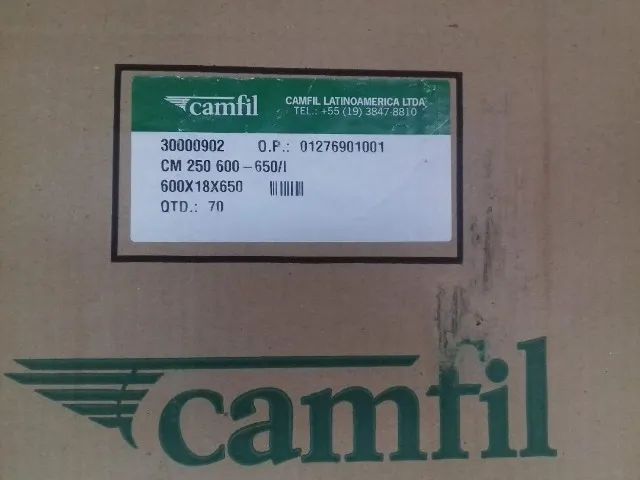 camfil
CAMFIL LATINOAMERICA LTDA
TEL.: +55 (19) 3847-8810
30000902 O.P.: 01276901001
CM 250 600-650/I
600X18X650
QTD.: 70
camfil